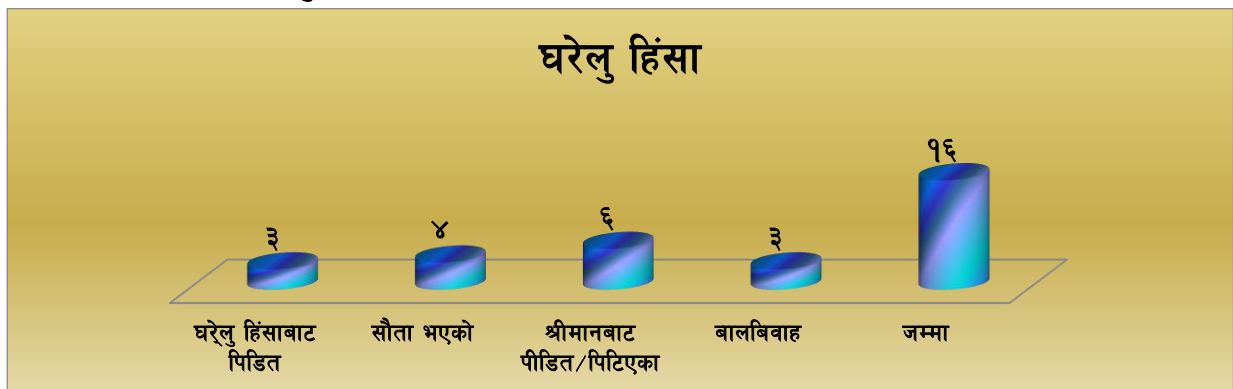 घरेलु हिंसा
३
४
६
३
१६
घरे्लु हिंसाबाट
पिडित
सौता भएको
श्रीमानबाट
पीडित/पिटिएका
बालबिवाह
जम्मा